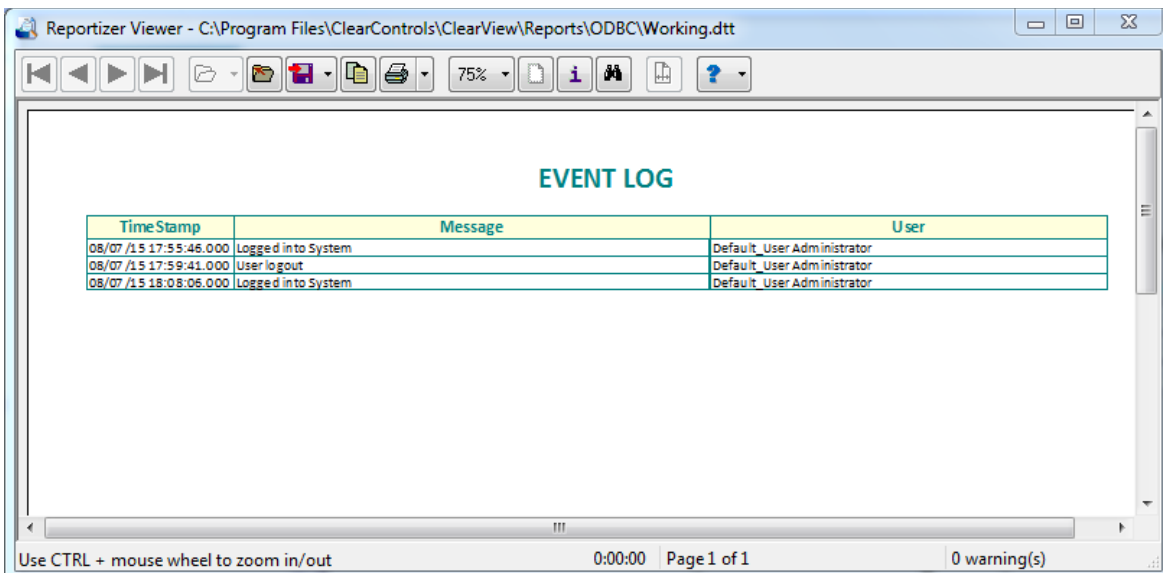 Reportizer Viewer - C:\Program Files\ClearControls\ClearView\Reports\ODBC\Working.dtt
75%
EVENT LOG
TimeStamp Message User
08/07/15 17:55:46.000 Logged into System Default_User Administrator
08/07/15 17:59:41.000 User logout Default_User Administrator
08/07/15 18:08:06.000 Logged into System Default_User Administrator
Use CTRL + mouse wheel to zoom in/out 0:00:00 Page 1 of 1 0 warning(s)